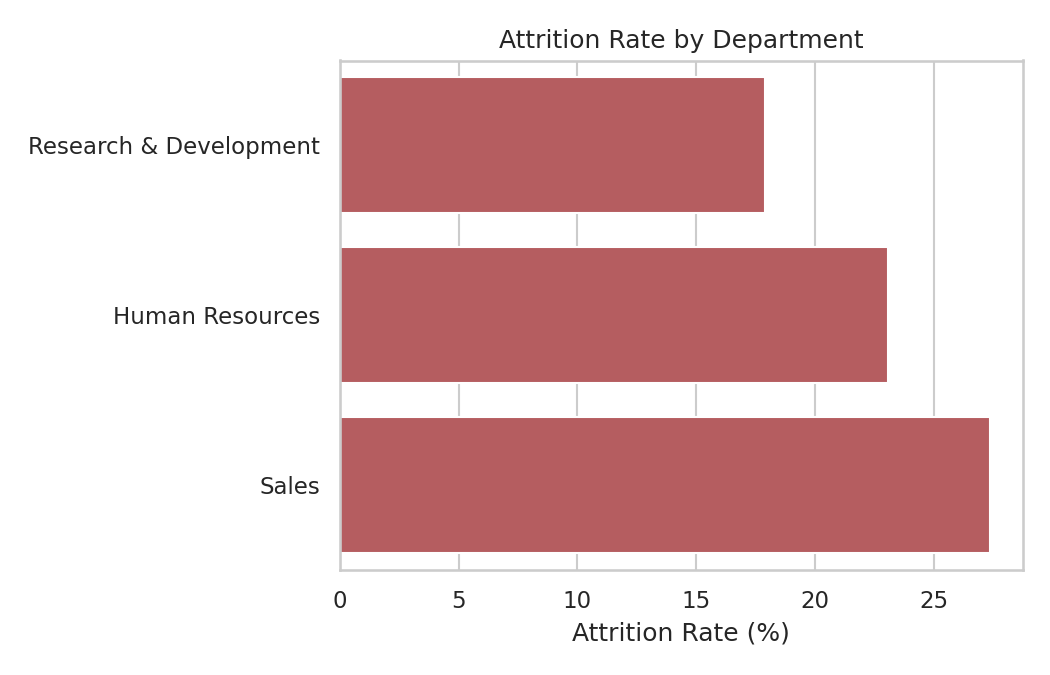 Attrition Rate by Department
Research & Development
Human Resources
Sales
0 5 10 15 20 25
Attrition Rate (%)